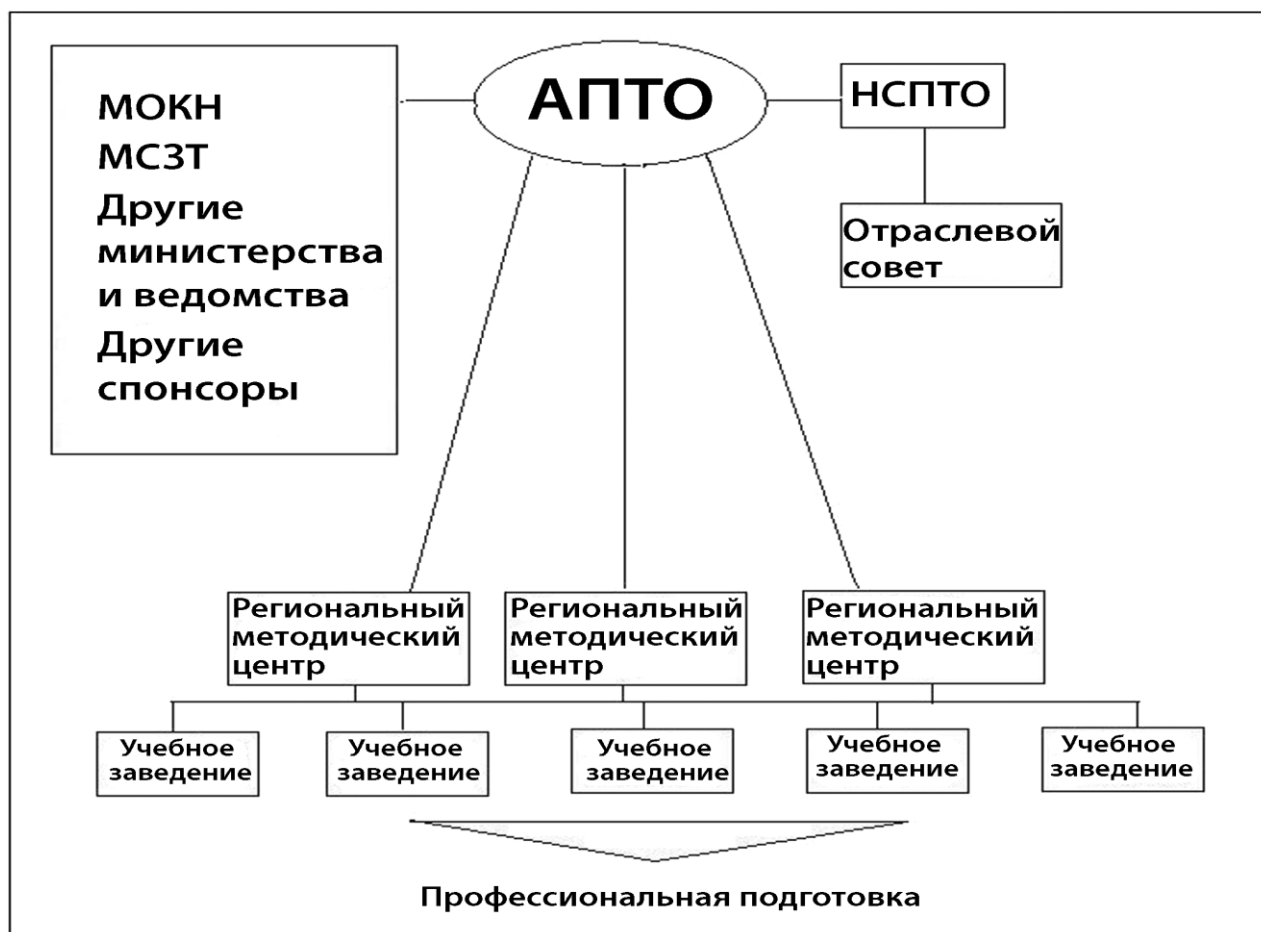 АПТО
НСПТО
МОКН
МСЗТ
Другие
министерства
и ведомства
Другие
спонсоры
Отраслевой
совет
Региональный
методический
центр
Региональный
методический
центр
Региональный
методический
центр
Учебное
заведение
Учебное
заведение
Учебное
заведение
Учебное
заведение
Учебное
заведение
Профессиональная подготовка